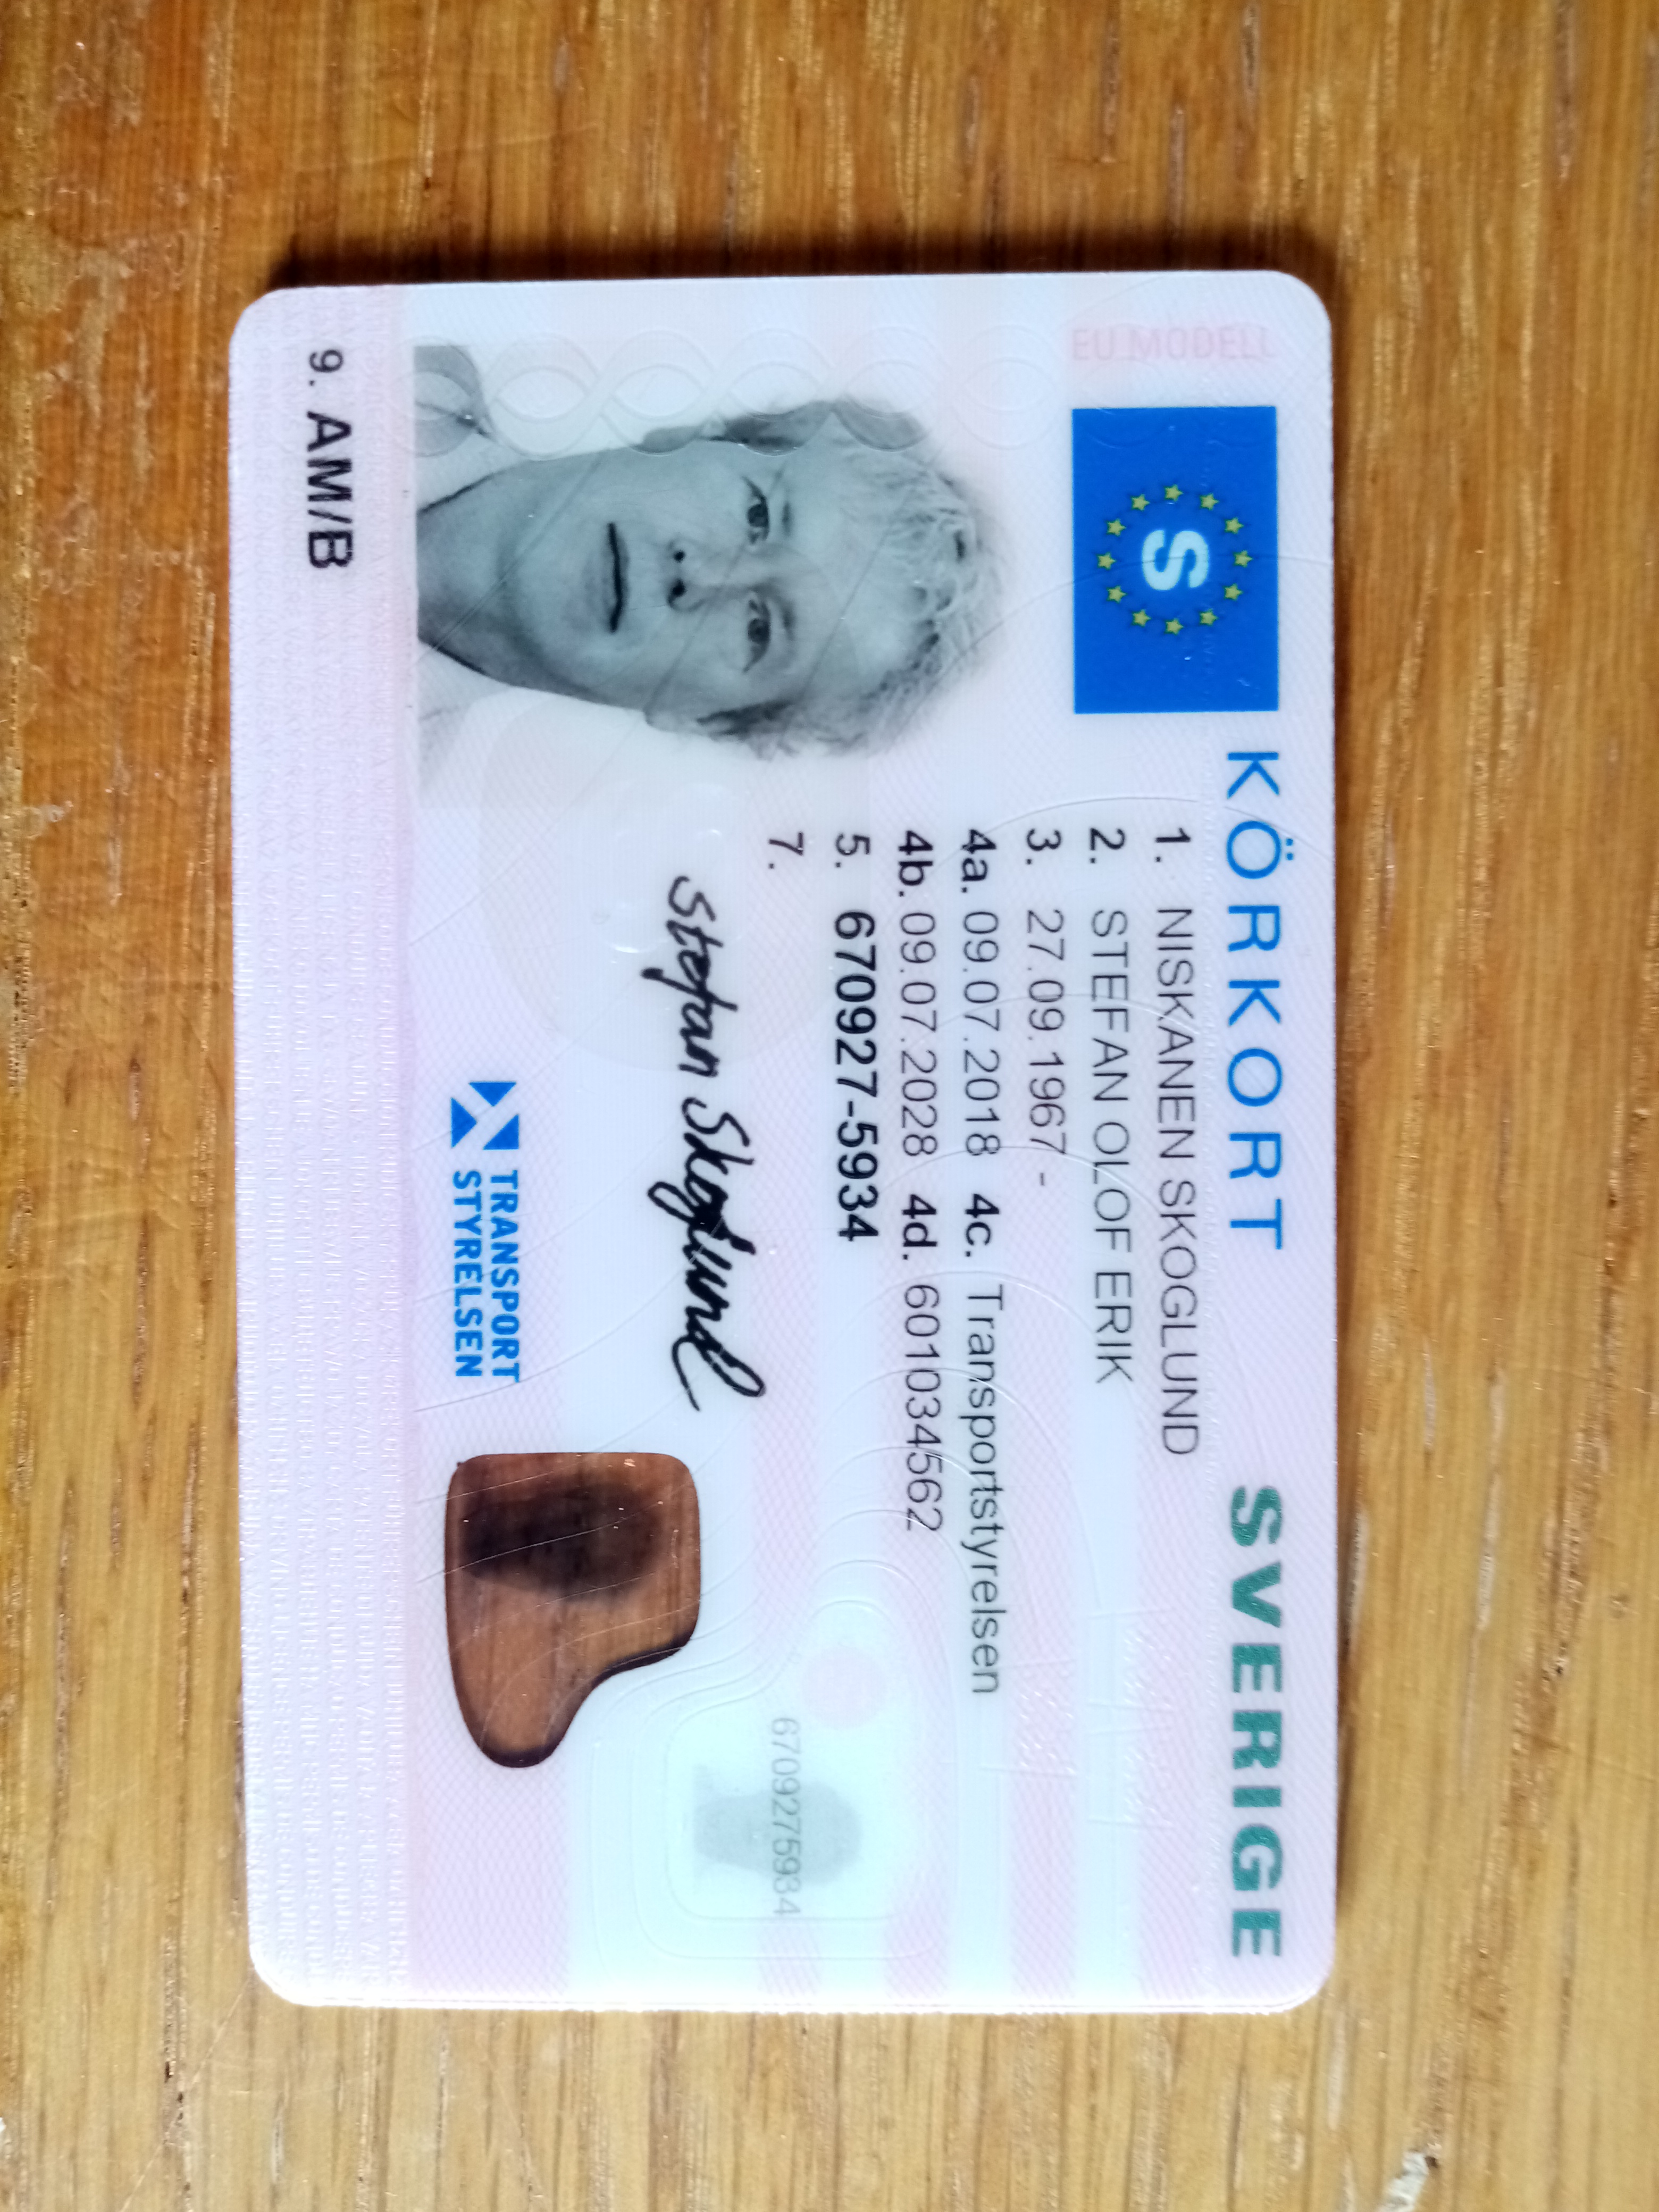 EU MODELL
S
KÖRKORT SVERIGE
1. NISKANEN SKOGLUND
2. STEFAN OLOF ERIK
3. 27.09.1967 -
4a. 09.07.2018 4c. Transportstyrelsen
4b. 09.07.2028 4d. 601034562
5. 670927-5934
7.
Stefan Skoglund
6709275934
TRANSPORT
STYRELSEN
9. AM/B